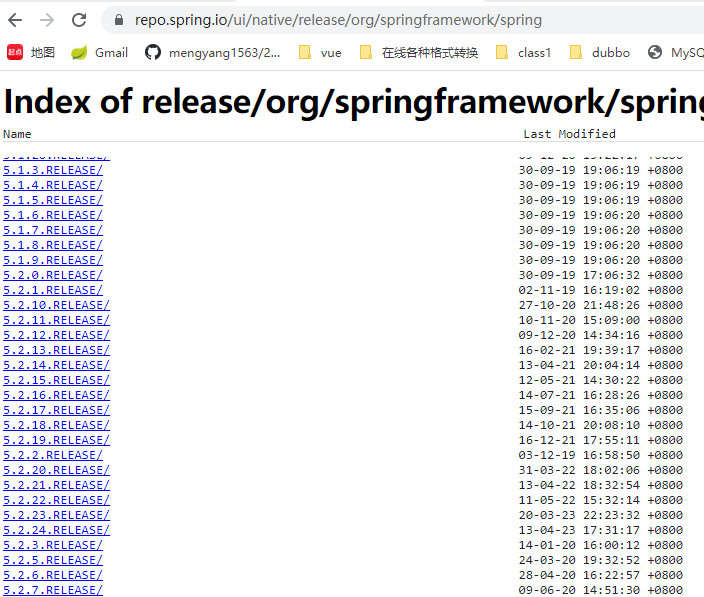 repo.spring.io/ui/native/release/org/springframework/spring
起点 地图 Gmail mengyang1563/2... vue 在线各种格式转换 class1 dubbo MySQ
Index of release/org/springframework/spring
Name Last Modified
5.1.3.RELEASE/ 30-09-19 19:06:19 +0800
5.1.4.RELEASE/ 30-09-19 19:06:19 +0800
5.1.5.RELEASE/ 30-09-19 19:06:19 +0800
5.1.6.RELEASE/ 30-09-19 19:06:20 +0800
5.1.7.RELEASE/ 30-09-19 19:06:20 +0800
5.1.8.RELEASE/ 30-09-19 19:06:20 +0800
5.1.9.RELEASE/ 30-09-19 19:06:20 +0800
5.2.0.RELEASE/ 30-09-19 17:06:32 +0800
5.2.1.RELEASE/ 02-11-19 16:19:02 +0800
5.2.10.RELEASE/ 27-10-20 21:48:26 +0800
5.2.11.RELEASE/ 10-11-20 15:09:00 +0800
5.2.12.RELEASE/ 09-12-20 14:34:16 +0800
5.2.13.RELEASE/ 16-02-21 19:39:17 +0800
5.2.14.RELEASE/ 13-04-21 20:04:14 +0800
5.2.15.RELEASE/ 12-05-21 14:30:22 +0800
5.2.16.RELEASE/ 14-07-21 16:28:26 +0800
5.2.17.RELEASE/ 15-09-21 16:35:06 +0800
5.2.18.RELEASE/ 14-10-21 20:08:10 +0800
5.2.19.RELEASE/ 16-12-21 17:55:11 +0800
5.2.2.RELEASE/ 03-12-19 16:58:50 +0800
5.2.20.RELEASE/ 31-03-22 18:02:06 +0800
5.2.21.RELEASE/ 13-04-22 18:32:54 +0800
5.2.22.RELEASE/ 11-05-22 15:32:14 +0800
5.2.23.RELEASE/ 20-03-23 22:23:32 +0800
5.2.24.RELEASE/ 13-04-23 17:31:17 +0800
5.2.3.RELEASE/ 14-01-20 16:00:12 +0800
5.2.5.RELEASE/ 24-03-20 19:32:52 +0800
5.2.6.RELEASE/ 28-04-20 16:22:57 +0800
5.2.7.RELEASE/ 09-06-20 14:51:30 +0800